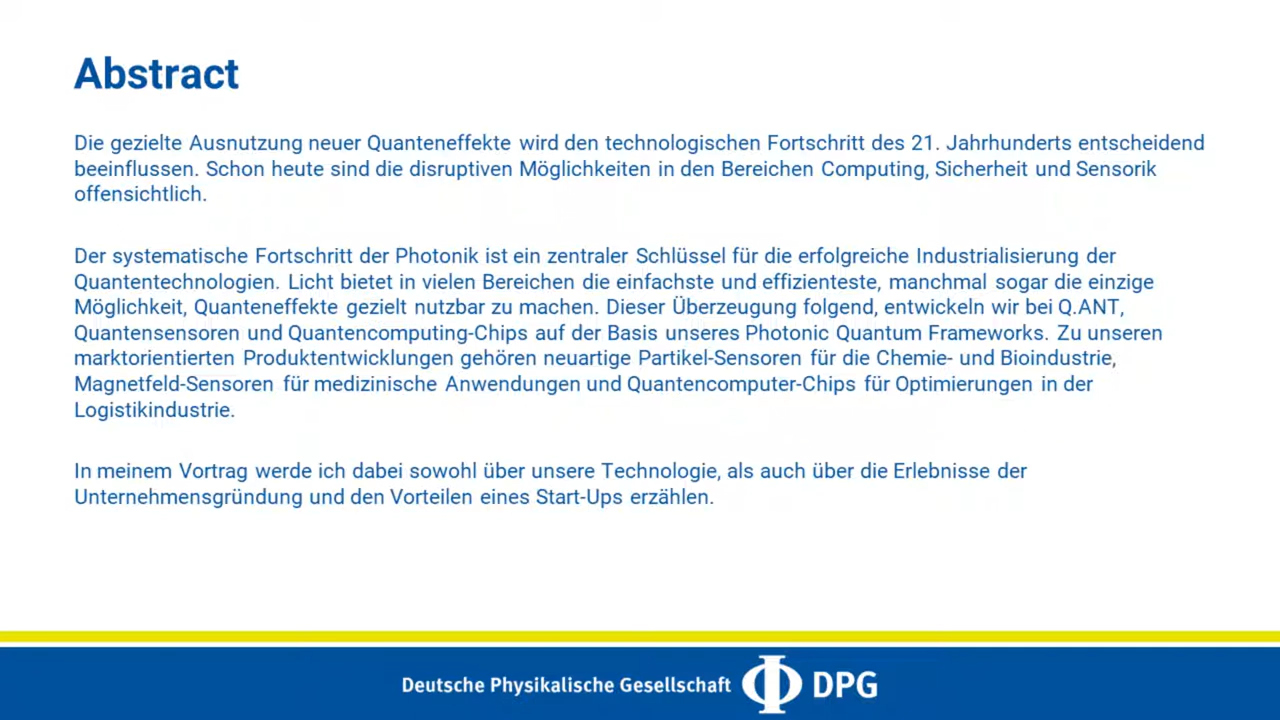 Abstract
Die gezielte Ausnutzung neuer Quanteneffekte wird den technologischen Fortschritt des 21. Jahrhunderts entscheidend
beeinflussen. Schon heute sind die disruptiven Möglichkeiten in den Bereichen Computing, Sicherheit und Sensorik
offensichtlich.
Der systematische Fortschritt der Photonik ist ein zentraler Schlüssel für die erfolgreiche Industrialisierung der
Quantentechnologien. Licht bietet in vielen Bereichen die einfachste und effizienteste, manchmal sogar die einzige
Möglichkeit, Quanteneffekte gezielt nutzbar zu machen. Dieser Überzeugung folgend, entwickeln wir bei Q.ANT,
Quantensensoren und Quantencomputing-Chips auf der Basis unseres Photonic Quantum Frameworks. Zu unseren
marktorientierten Produktentwicklungen gehören neuartige Partikel-Sensoren für die Chemie- und Bioindustrie,
Magnetfeld-Sensoren für medizinische Anwendungen und Quantencomputer-Chips für Optimierungen in der
Logistikindustrie.
In meinem Vortrag werde ich dabei sowohl über unsere Technologie, als auch über die Erlebnisse der
Unternehmensgründung und den Vorteilen eines Start-Ups erzählen.
Deutsche Physikalische Gesellschaft DPG